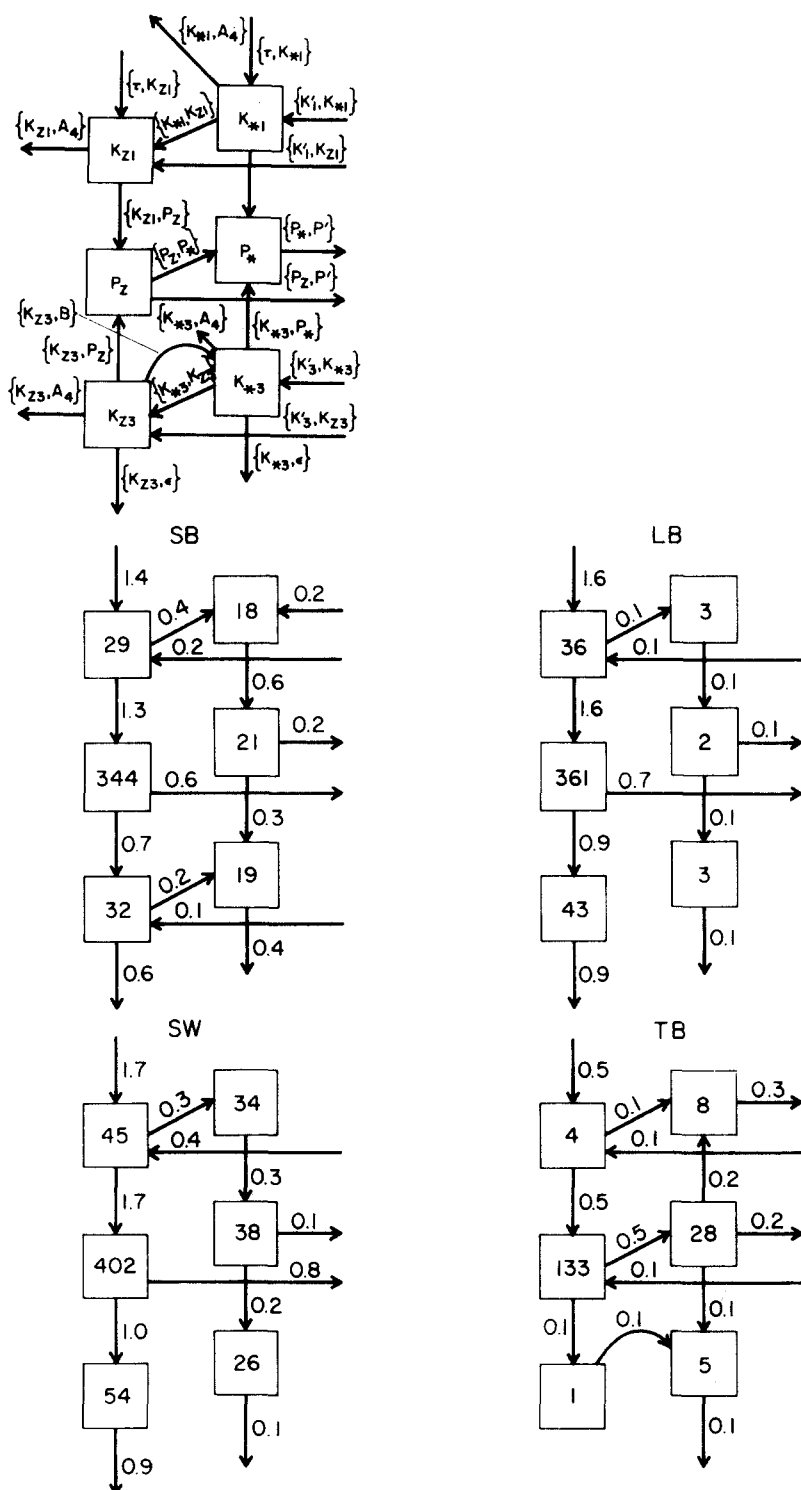 {K*1, A4}
{τ, K*1}
{τ, KZ1}
{K'1, K*1}
K*1
{K*1, KZ1}
{KZ1, A4}
KZ1
{K'1, KZ1}
{KZ1, PZ}
{PZ, P*}
P*
{P*, P'}
PZ
{PZ, P'}
{KZ3, B}
{K*3, A4}
{K*3, P*}
{KZ3, PZ}
{K'3, K*3}
{K*3, KZ3}
K*3
{KZ3, A4}
KZ3
{K'3, KZ3}
{K*3, ϵ}
{KZ3, ϵ}
SB
1.4
0.4
18
0.2
29
0.2
1.3
0.6
21
0.2
344
0.6
0.7
0.3
0.2
19
32
0.1
0.6
0.4
LB
1.6
0.1
3
36
0.1
1.6
0.1
2
0.1
361
0.7
0.9
0.1
3
43
0.9
0.1
SW
1.7
0.3
34
45
0.4
1.7
0.3
38
0.1
402
0.8
1.0
0.2
26
54
0.9
0.1
TB
0.5
0.1
8
0.3
4
0.1
0.5
0.2
0.5
28
0.2
133
0.1
0.1
0.1
0.1
5
1
0.1